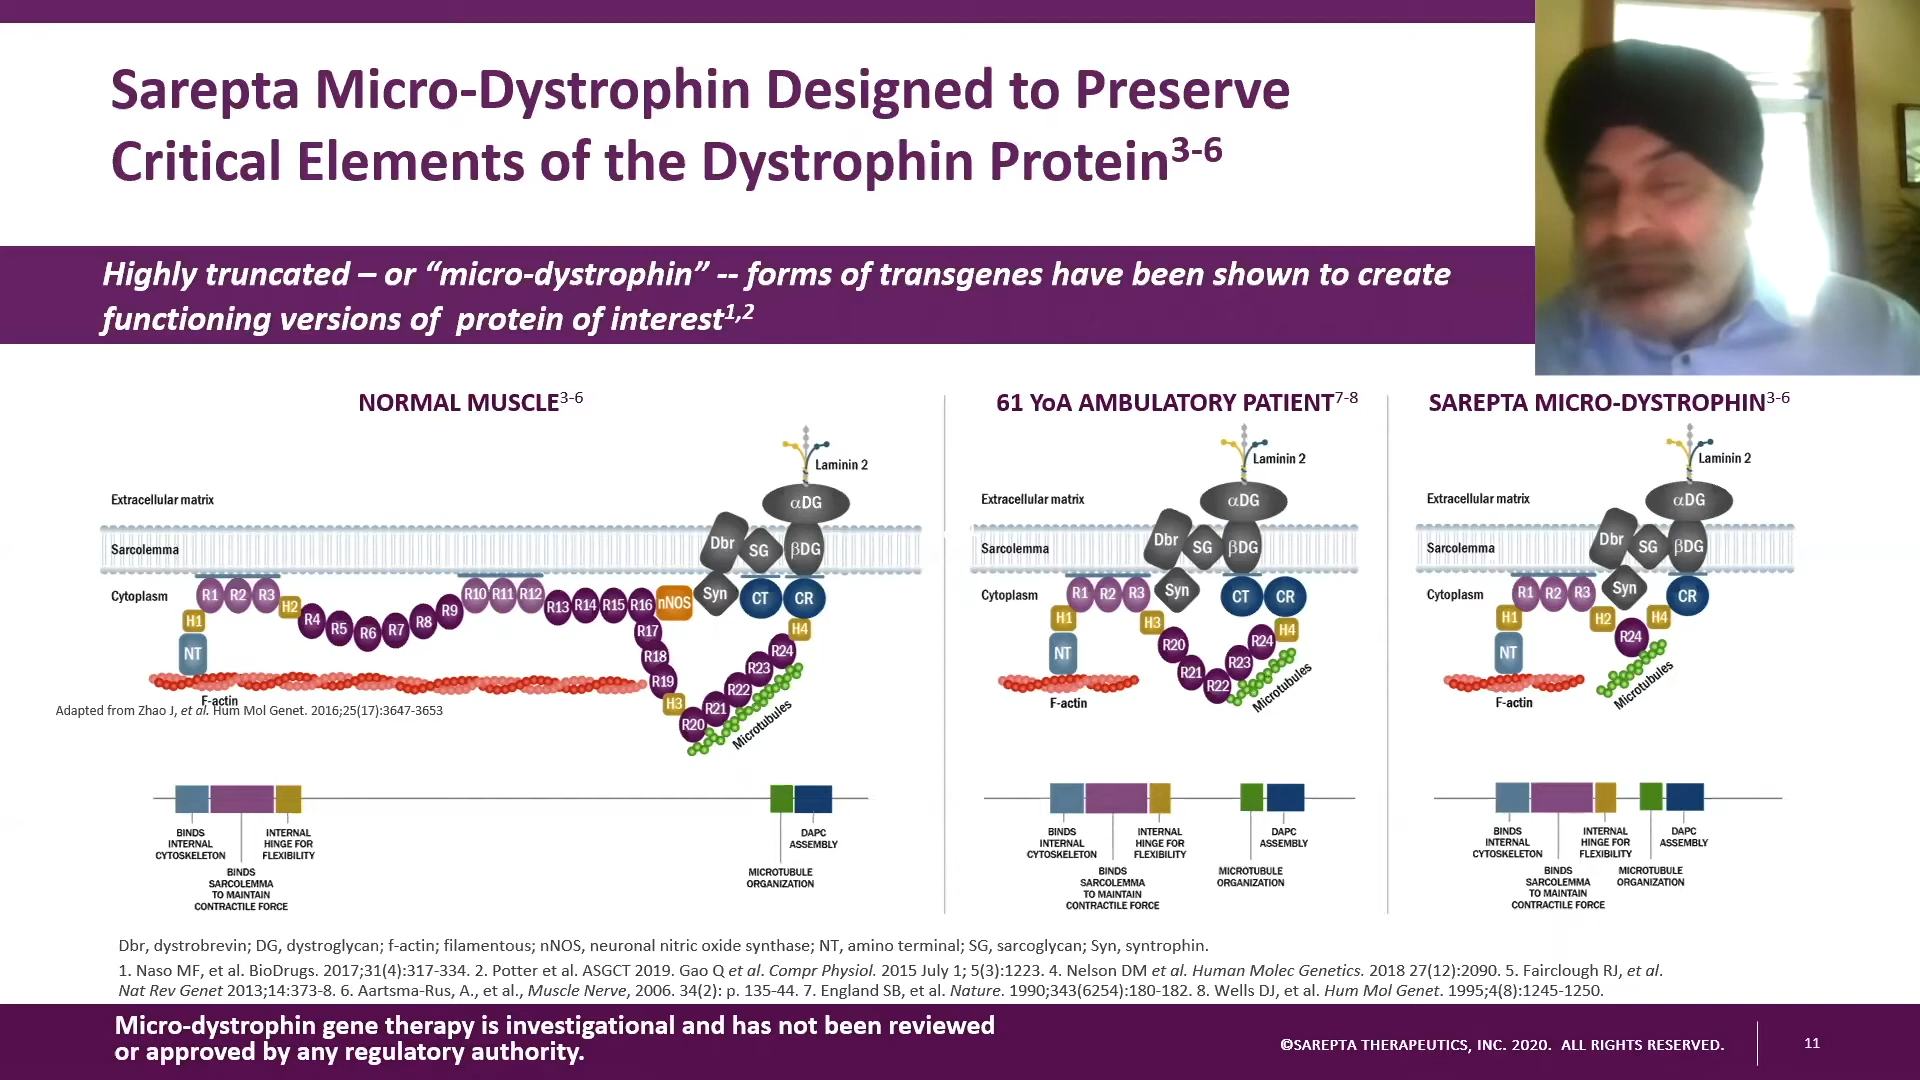 Sarepta Micro-Dystrophin Designed to Preserve
Critical Elements of the Dystrophin Protein3-6
Highly truncated – or “micro-dystrophin” -- forms of transgenes have been shown to create
functioning versions of protein of interest1,2
NORMAL MUSCLE3-6
Laminin 2
Extracellular matrix
αDG
Sarcolemma
Dbr
SG
βDG
Cytoplasm
R1
R2
R3
H2
R4
R5
R6
R7
R8
R9
R10
R11
R12
R13
R14
R15
R16
nNOS
Syn
CT
CR
H1
NT
R17
R18
R19
H3
R20
R21
R22
R23
R24
H4
F-actin
Microtubules
Adapted from Zhao J, et al. Hum Mol Genet. 2016;25(17):3647-3653
BINDS
INTERNAL
CYTOSKELETON
BINDS
SARCOLEMMA
TO MAINTAIN
CONTRACTILE FORCE
INTERNAL
HINGE FOR
FLEXIBILITY
MICROTUBULE
ORGANIZATION
DAPC
ASSEMBLY
61 YoA AMBULATORY PATIENT7-8
Laminin 2
Extracellular matrix
αDG
Sarcolemma
Dbr
SG
βDG
Cytoplasm
R1
R2
R3
Syn
CT
CR
H1
NT
H3
R20
R21
R22
R23
R24
H4
F-actin
Microtubules
BINDS
INTERNAL
CYTOSKELETON
BINDS
SARCOLEMMA
TO MAINTAIN
CONTRACTILE FORCE
INTERNAL
HINGE FOR
FLEXIBILITY
MICROTUBULE
ORGANIZATION
DAPC
ASSEMBLY
SAREPTA MICRO-DYSTROPHIN3-6
Laminin 2
Extracellular matrix
αDG
Sarcolemma
Dbr
SG
βDG
Cytoplasm
R1
R2
R3
Syn
CR
H1
NT
H2
R24
H4
F-actin
Microtubules
BINDS
INTERNAL
CYTOSKELETON
BINDS
SARCOLEMMA
TO MAINTAIN
CONTRACTILE FORCE
INTERNAL
HINGE FOR
FLEXIBILITY
MICROTUBULE
ORGANIZATION
DAPC
ASSEMBLY
Dbr, dystrobrevin; DG, dystroglycan; f-actin; filamentous; nNOS, neuronal nitric oxide synthase; NT, amino terminal; SG, sarcoglycan; Syn, syntrophin.
1. Naso MF, et al. BioDrugs. 2017;31(4):317-334. 2. Potter et al. ASGCT 2019. Gao Q et al. Compr Physiol. 2015 July 1; 5(3):1223. 4. Nelson DM et al. Human Molec Genetics. 2018 27(12):2090. 5. Fairclough RJ, et al.
Nat Rev Genet 2013;14:373-8. 6. Aartsma-Rus, A., et al., Muscle Nerve, 2006. 34(2): p. 135-44. 7. England SB, et al. Nature. 1990;343(6254):180-182. 8. Wells DJ, et al. Hum Mol Genet. 1995;4(8):1245-1250.
Micro-dystrophin gene therapy is investigational and has not been reviewed
or approved by any regulatory authority.
©SAREPTA THERAPEUTICS, INC. 2020. ALL RIGHTS RESERVED.
11